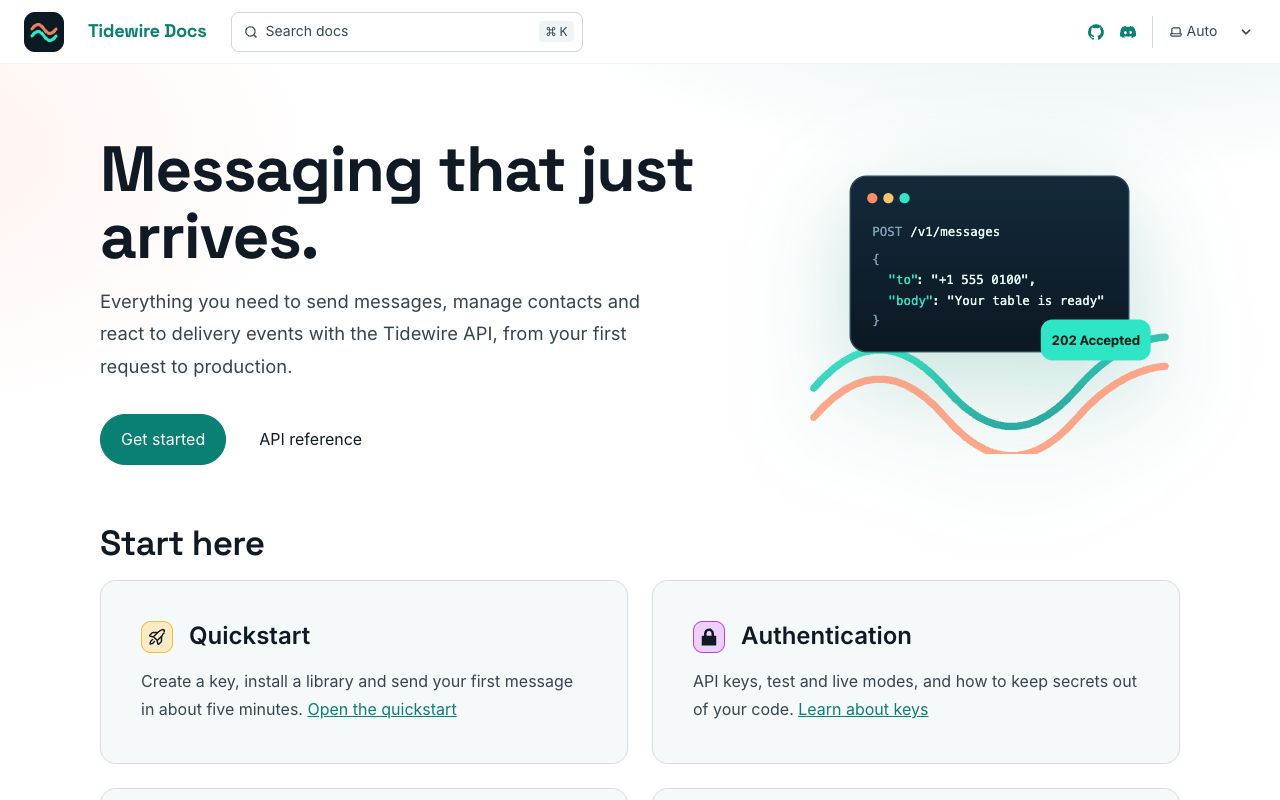 Tidewire Docs
Search docs
⌘ K
Auto
Messaging that just
arrives.
Everything you need to send messages, manage contacts and
react to delivery events with the Tidewire API, from your first
request to production.
Get started
API reference
POST /v1/messages
{
"to": "+1 555 0100",
"body": "Your table is ready"
}
202 Accepted
Start here
Quickstart
Create a key, install a library and send your first message
in about five minutes. Open the quickstart
Authentication
API keys, test and live modes, and how to keep secrets out
of your code. Learn about keys